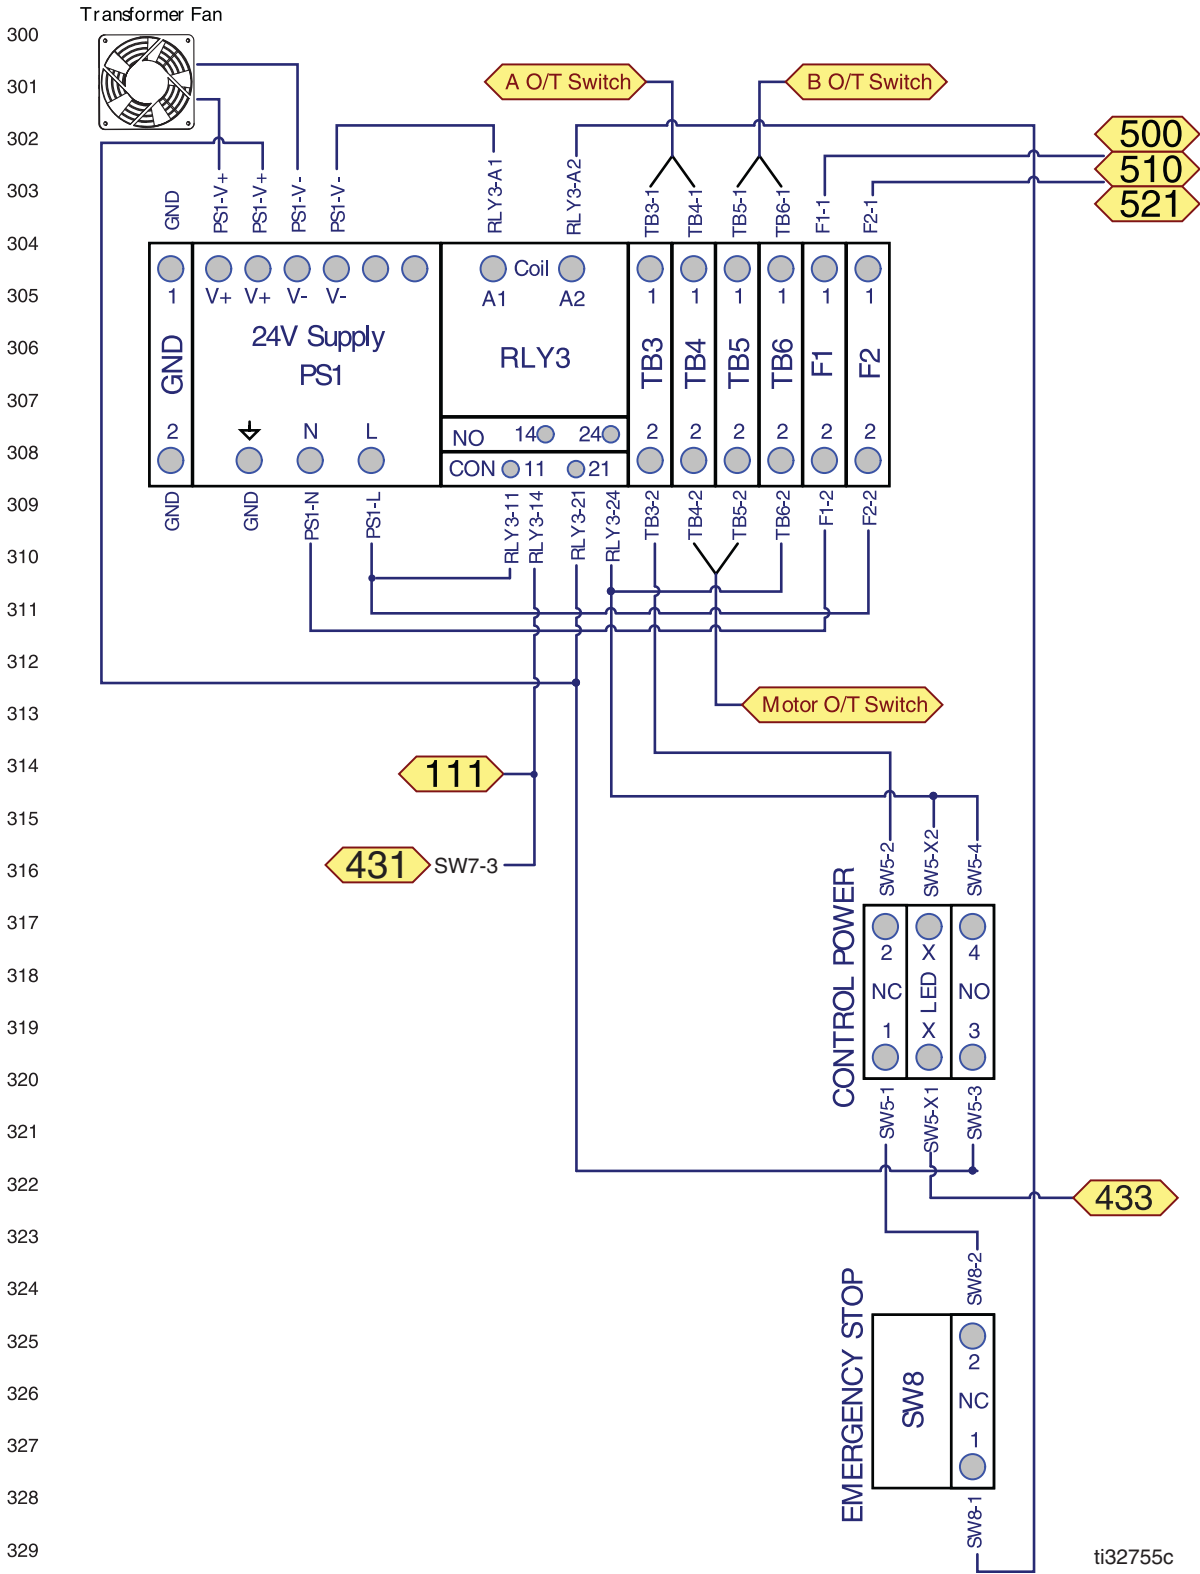 Transformer Fan
300
301
302
303
304
305
306
307
308
309
310
311
312
313
314
315
316
317
318
319
320
321
322
323
324
325
326
327
328
329
A O/T Switch
B O/T Switch
500
510
521
GND
PS1-V+
PS1-V+
PS1-V-
PS1-V-
RLY3-A1
RLY3-A2
TB3-1
TB4-1
TB5-1
TB6-1
F1-1
F2-1
1
V+
V+
V-
V-
A1
Coil
A2
1
1
1
1
1
1
GND
24V Supply
PS1
RLY3
TB3
TB4
TB5
TB6
F1
F2
2
N
L
NO
14
24
CON
11
21
2
2
2
2
2
2
GND
GND
PS1-N
PS1-L
RLY3-11
RLY3-14
RLY3-21
RLY3-24
TB3-2
TB4-2
TB5-2
TB6-2
F1-2
F2-2
Motor O/T Switch
111
431
SW7-3
SW5-2
SW5-X2
SW5-4
CONTROL POWER
2
X
4
NC
LED
NO
1
X
3
SW5-1
SW5-X1
SW5-3
433
SW8-2
EMERGENCY STOP
SW8
2
NC
1
SW8-1
ti32755c